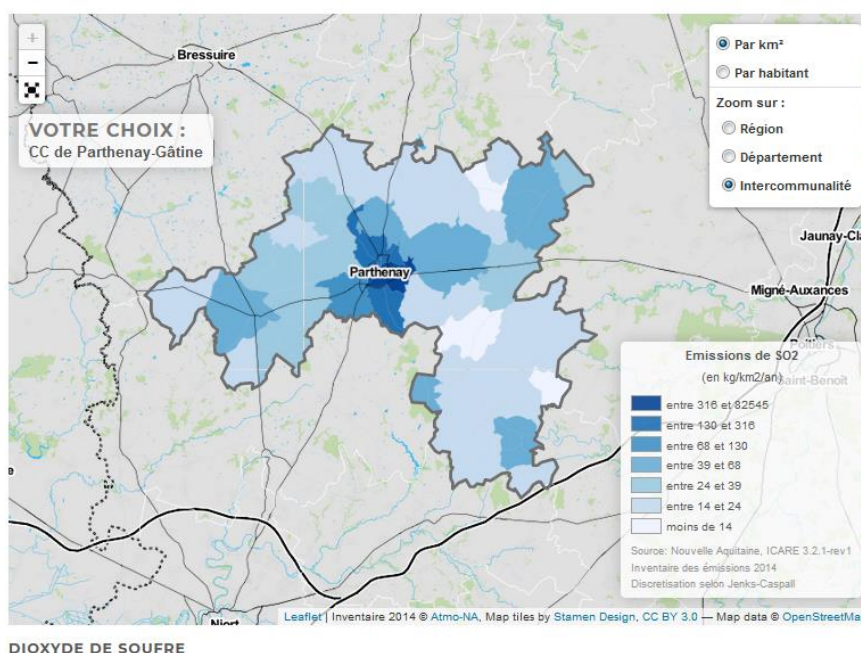 +
−
Bressuire
VOTRE CHOIX :
CC de Parthenay-Gâtine
Par km²
Par habitant
Zoom sur :
Région
Département
Intercommunalité
Jaunay-Cl
Parthenay
Migné-Auxances
Poitiers
Saint-Benoit
Emissions de SO2
(en kg/km2/an)
entre 316 et 82545
entre 130 et 316
entre 68 et 130
entre 39 et 68
entre 24 et 39
entre 14 et 24
moins de 14
Source: Nouvelle Aquitaine, ICARE 3.2.1-rev1
Inventaire des émissions 2014
Discretisation selon Jenks-Caspall
Niort
Leaflet | Inventaire 2014 © Atmo-NA, Map tiles by Stamen Design, CC BY 3.0 — Map data © OpenStreetMa
DIOXYDE DE SOUFRE